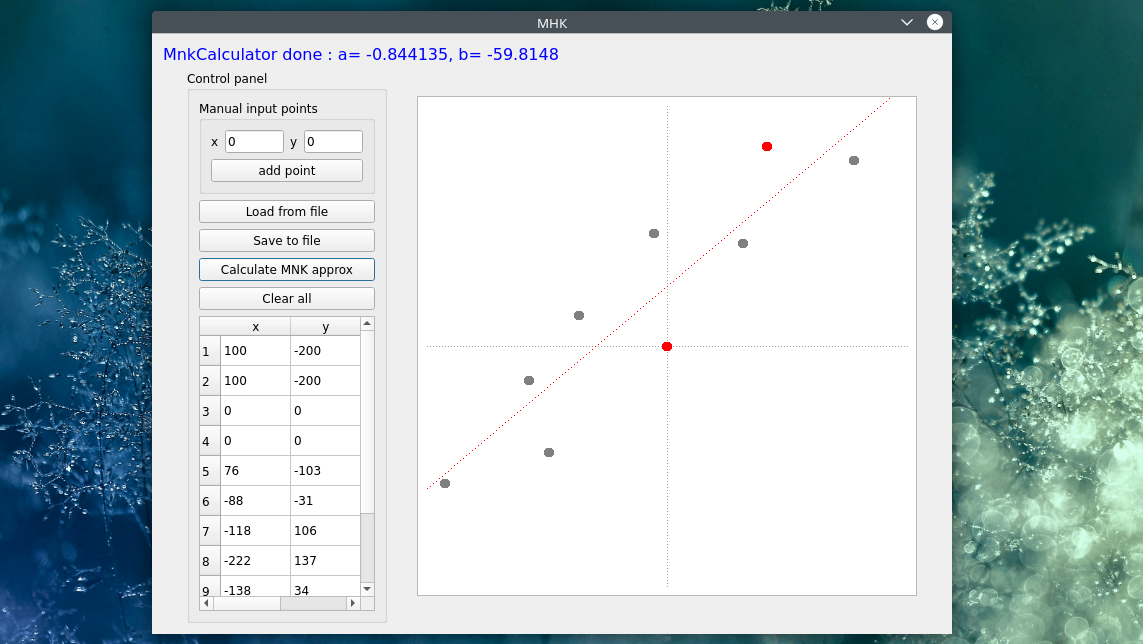 МНК
MnkCalculator done : a= -0.844135, b= -59.8148
Control panel
Manual input points
x 0 y 0
add point
Load from file
Save to file
Calculate MNK approx
Clear all
x y
1 100 -200
2 100 -200
3 0 0
4 0 0
5 76 -103
6 -88 -31
7 -118 106
8 -222 137
9 -138 34